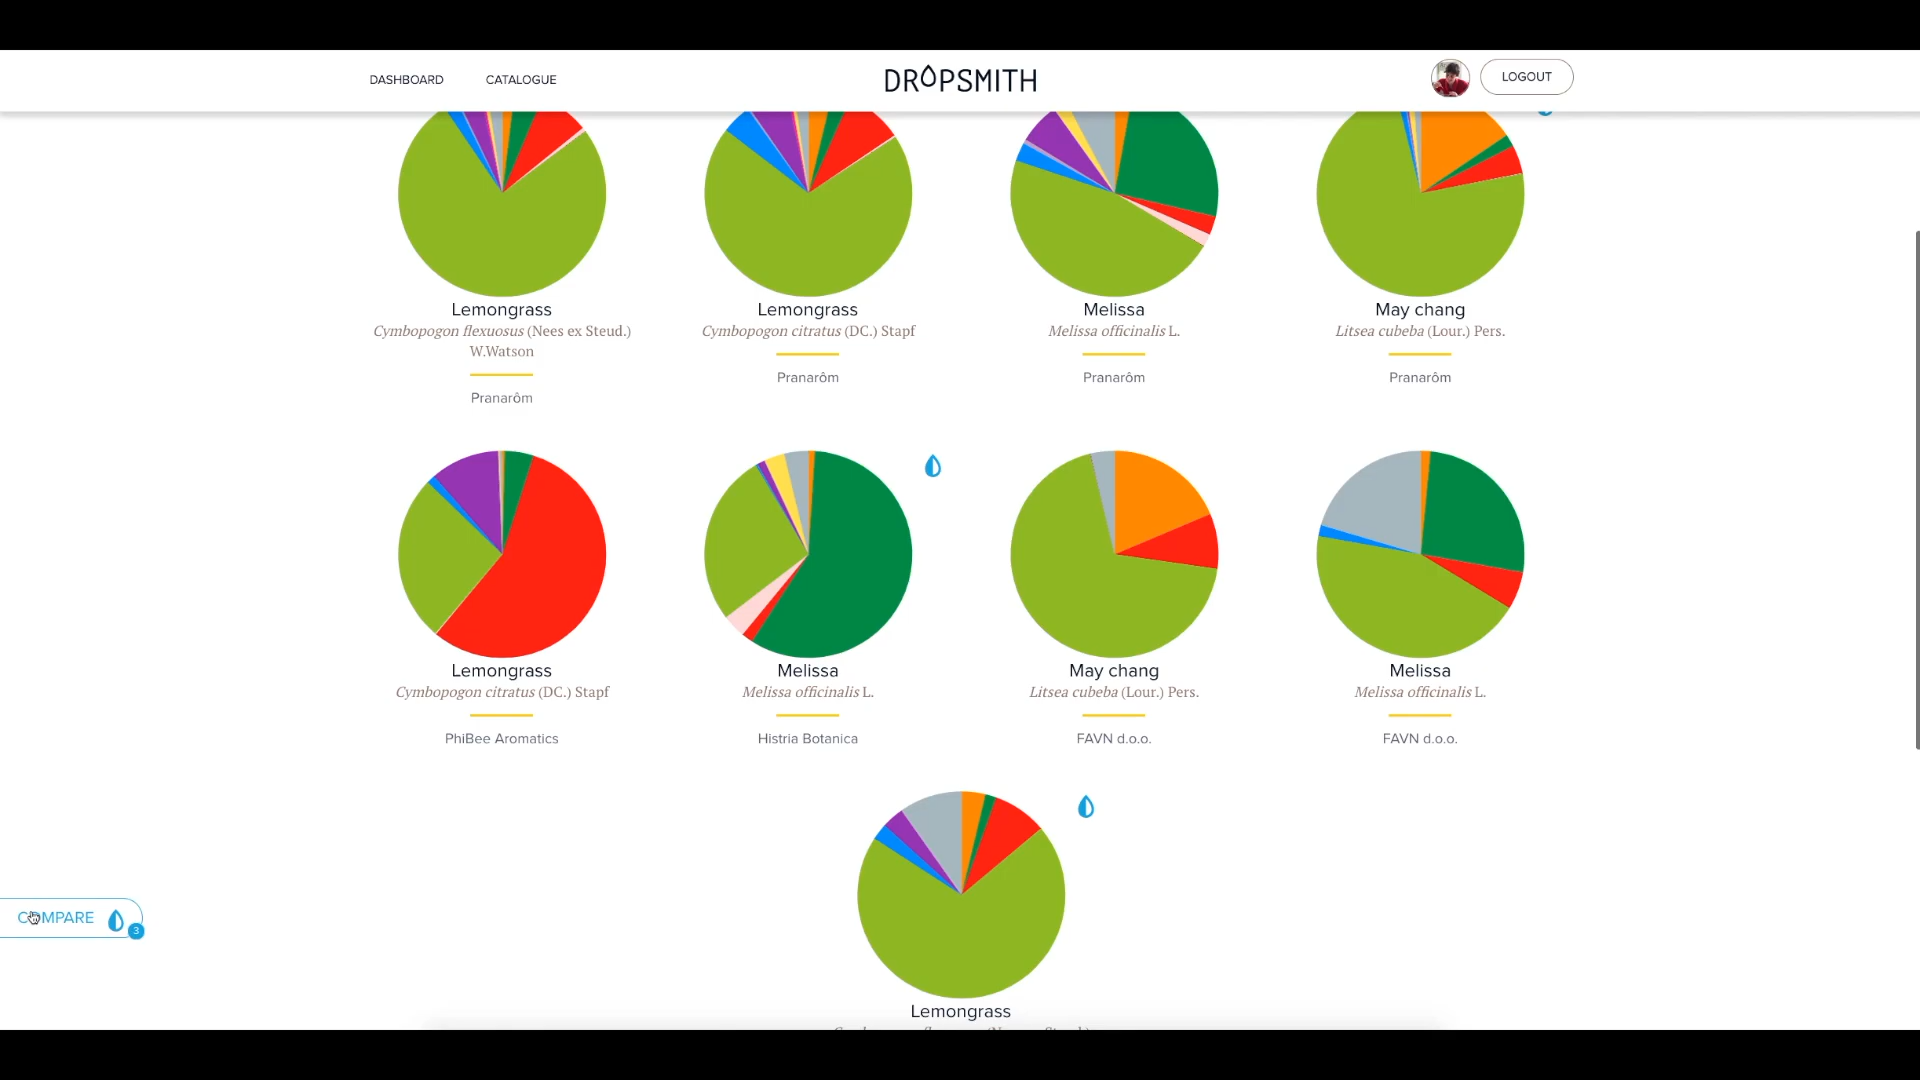 DASHBOARD
CATALOGUE
DROPSMITH
LOGOUT
Lemongrass
Cymbopogon flexuosus (Nees ex Steud.)
W.Watson
Pranarôm
Lemongrass
Cymbopogon citratus (DC.) Stapf
Pranarôm
Melissa
Melissa officinalis L.
Pranarôm
May chang
Litsea cubeba (Lour.) Pers.
Pranarôm
Lemongrass
Cymbopogon citratus (DC.) Stapf
PhiBee Aromatics
Melissa
Melissa officinalis L.
Histria Botanica
May chang
Litsea cubeba (Lour.) Pers.
FAVN d.o.o.
Melissa
Melissa officinalis L.
FAVN d.o.o.
COMPARE
3
Lemongrass